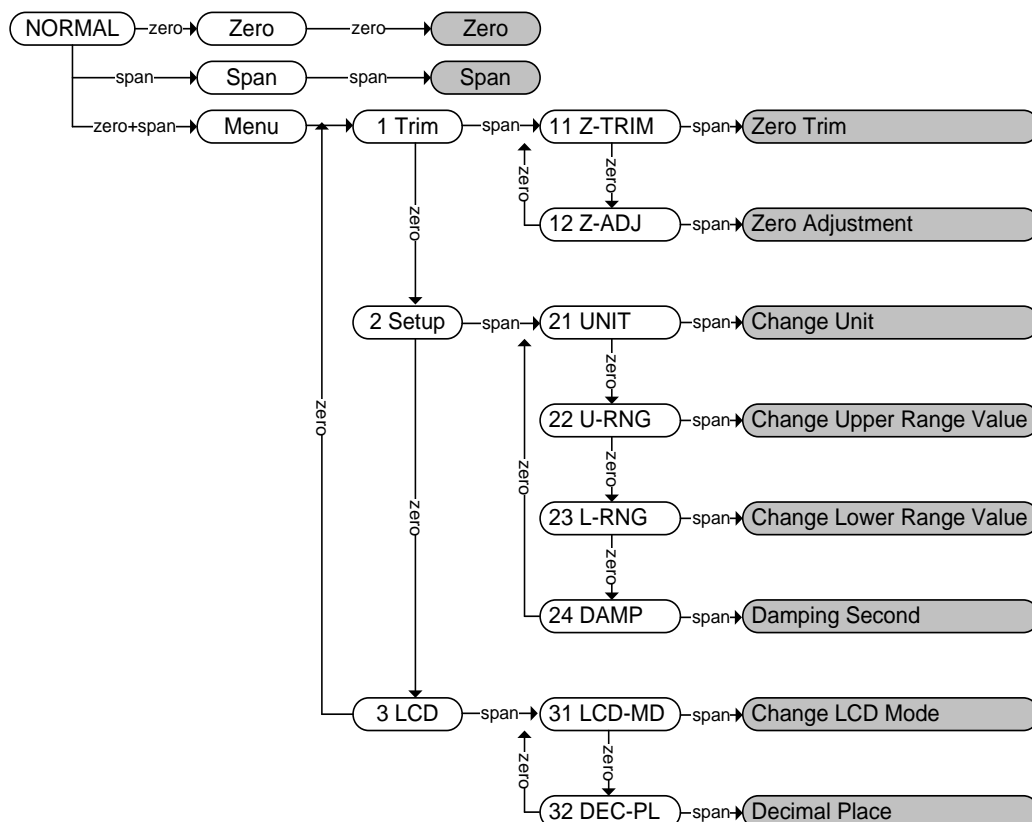 NORMAL zero Zero zero Zero
span Span span Span
zero+span Menu 1 Trim span 11 Z-TRIM span Zero Trim
zero zero
zero
12 Z-ADJ span Zero Adjustment
2 Setup span 21 UNIT span Change Unit
zero
zero
22 U-RNG span Change Upper Range Value
zero
zero
zero
23 L-RNG span Change Lower Range Value
zero
24 DAMP span Damping Second
3 LCD span 31 LCD-MD span Change LCD Mode
zero zero
32 DEC-PL span Decimal Place